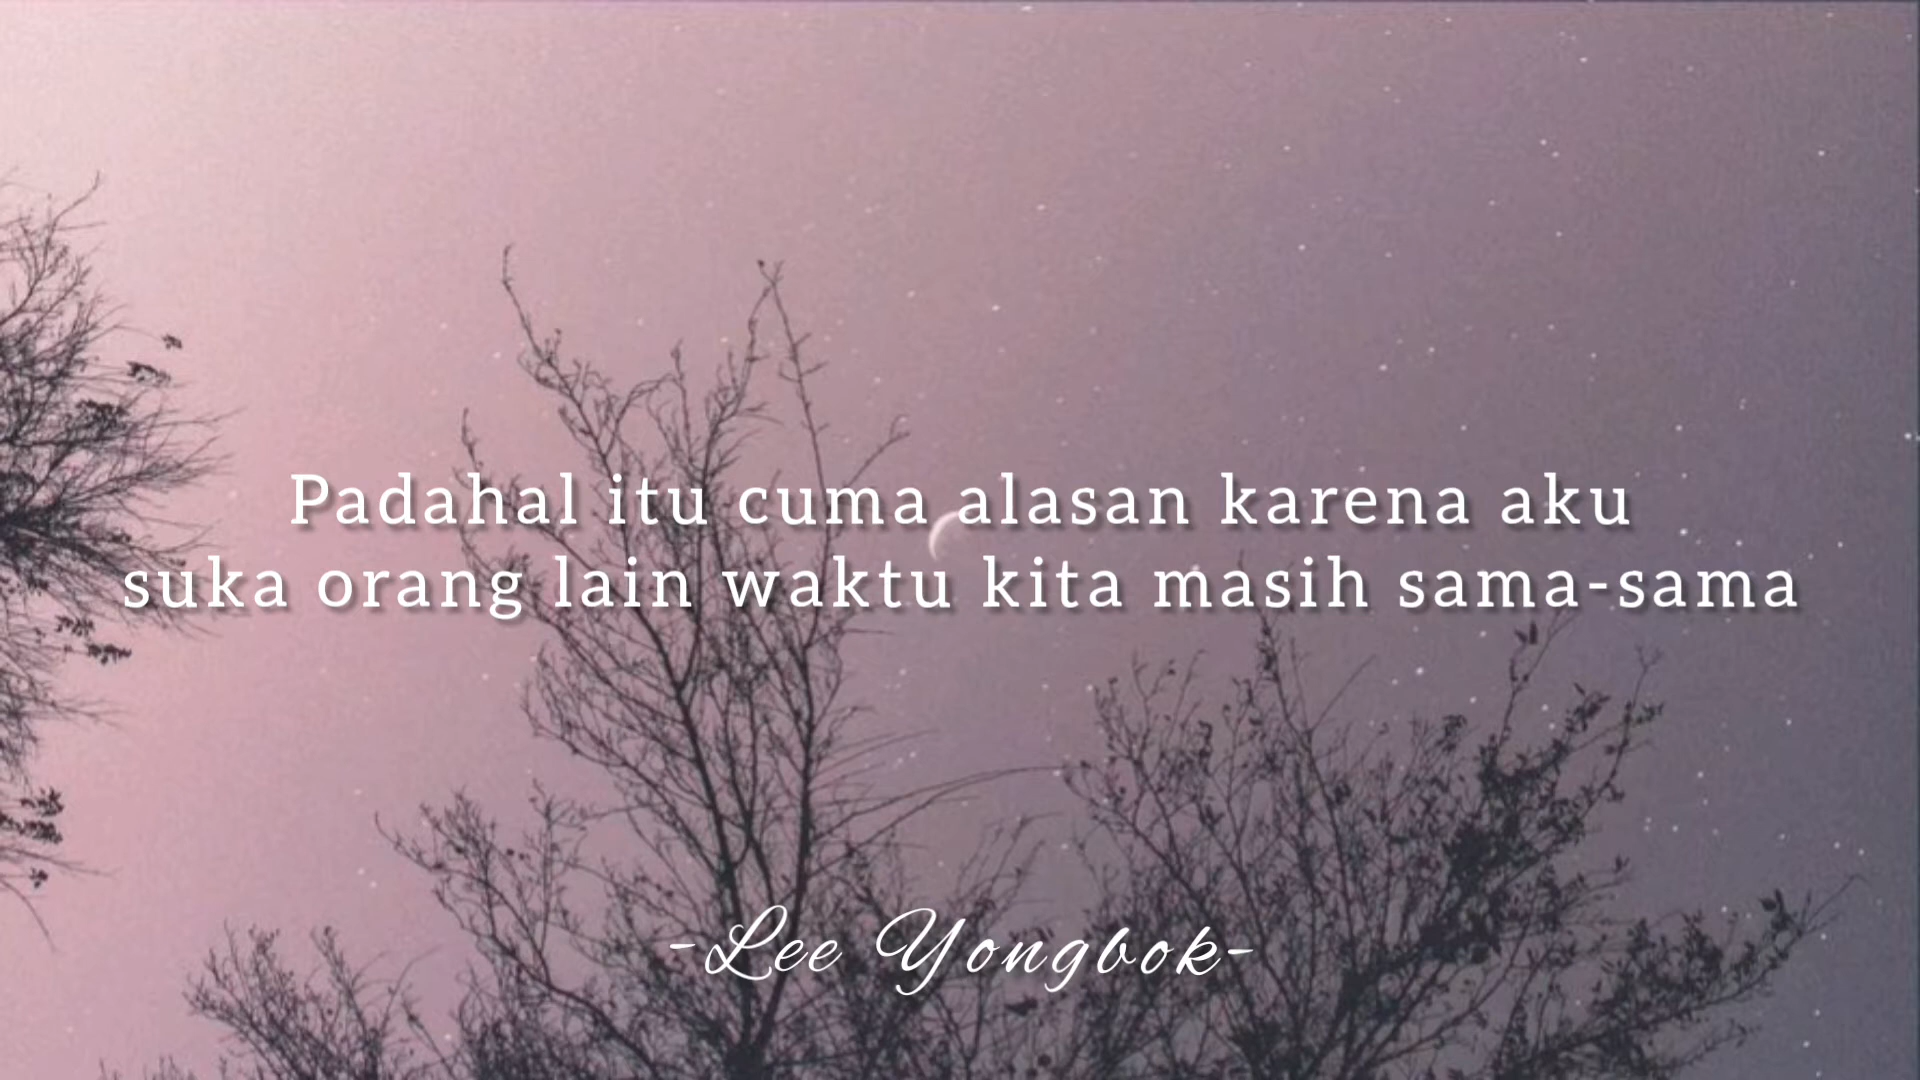 Padahal itu cuma alasan karena aku
suka orang lain waktu kita masih sama-sama
-Lee Yongbok-